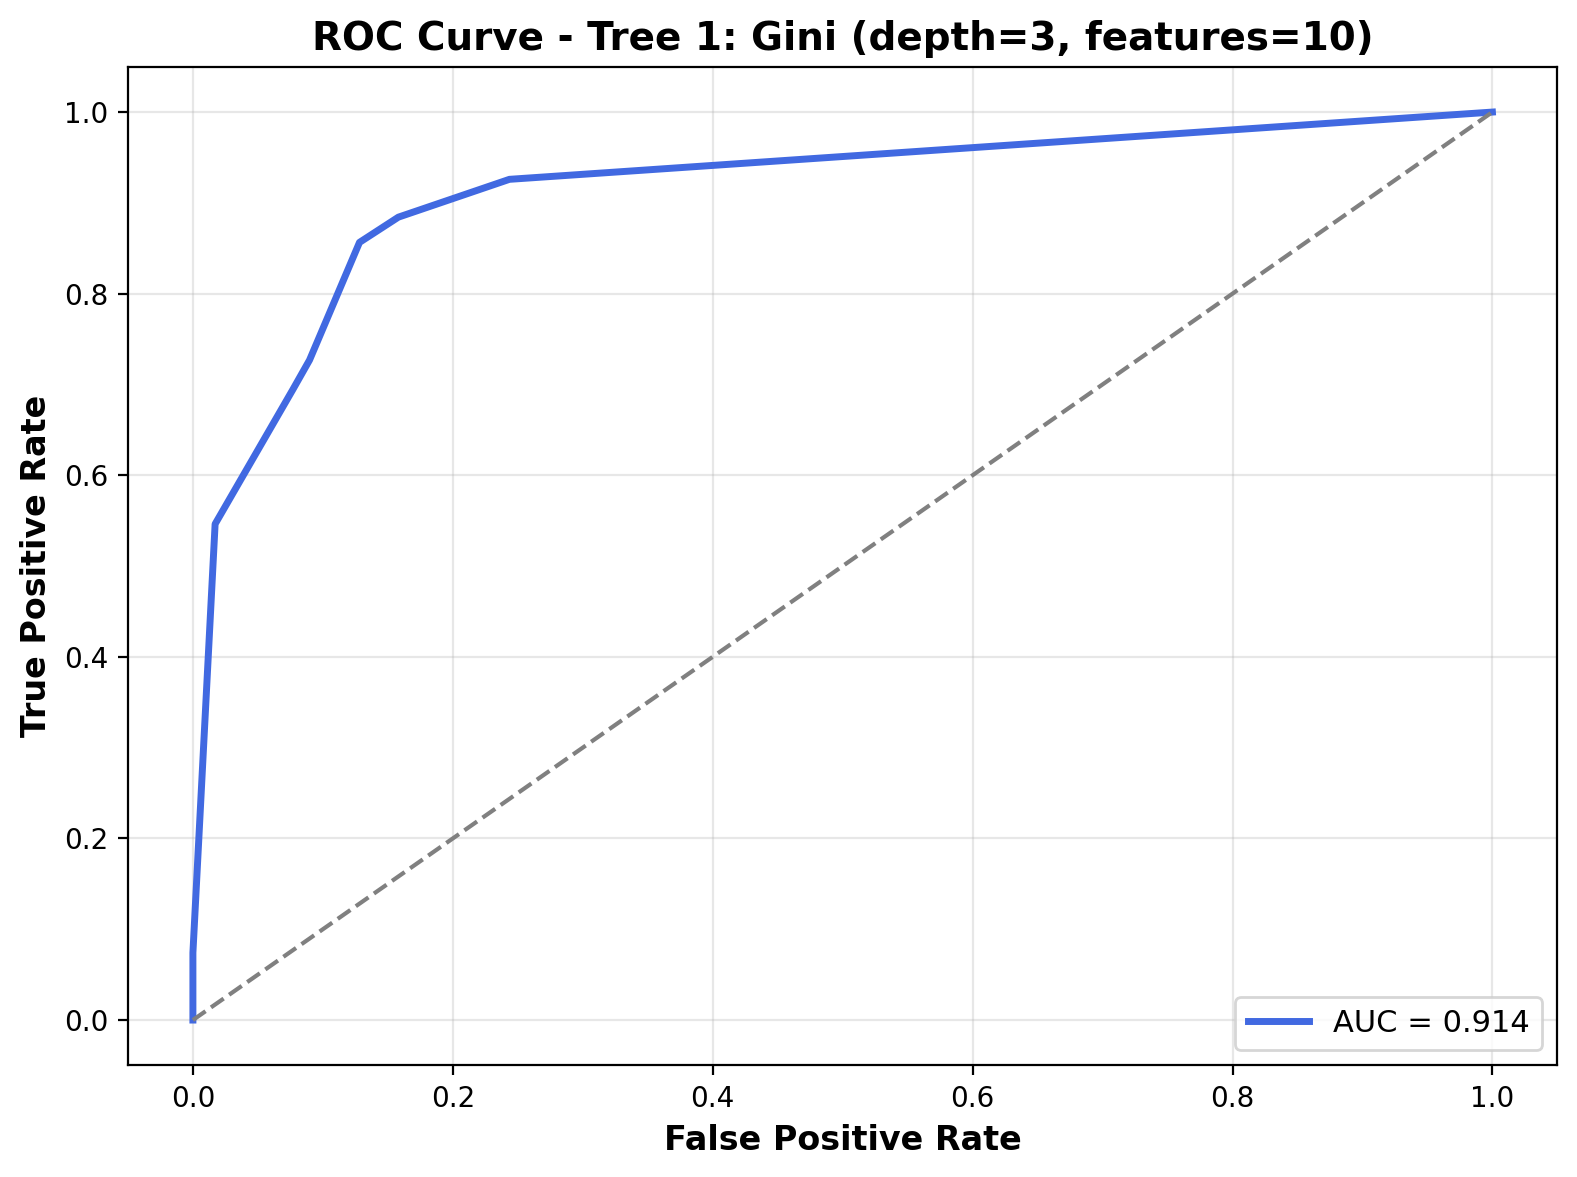 ROC Curve - Tree 1: Gini (depth=3, features=10)
True Positive Rate
1.0
0.8
0.6
0.4
0.2
0.0
AUC = 0.914
0.0 0.2 0.4 0.6 0.8 1.0
False Positive Rate